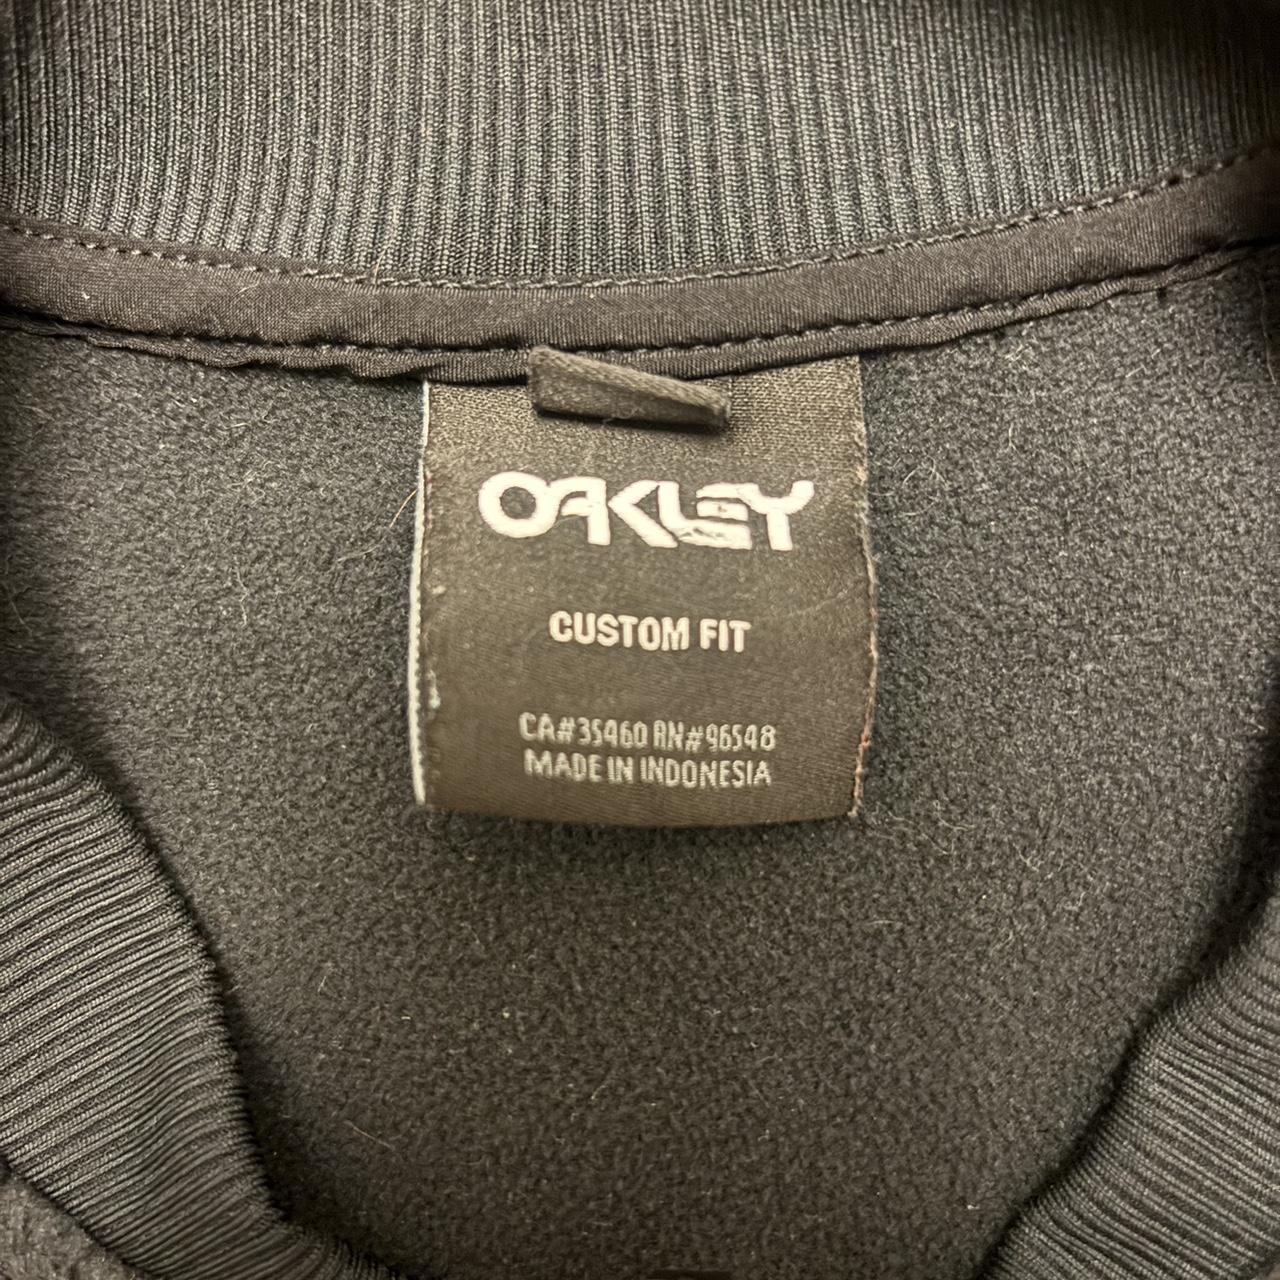 OAKLEY
CUSTOM FIT
CA#35460 RN#96548
MADE IN INDONESIA